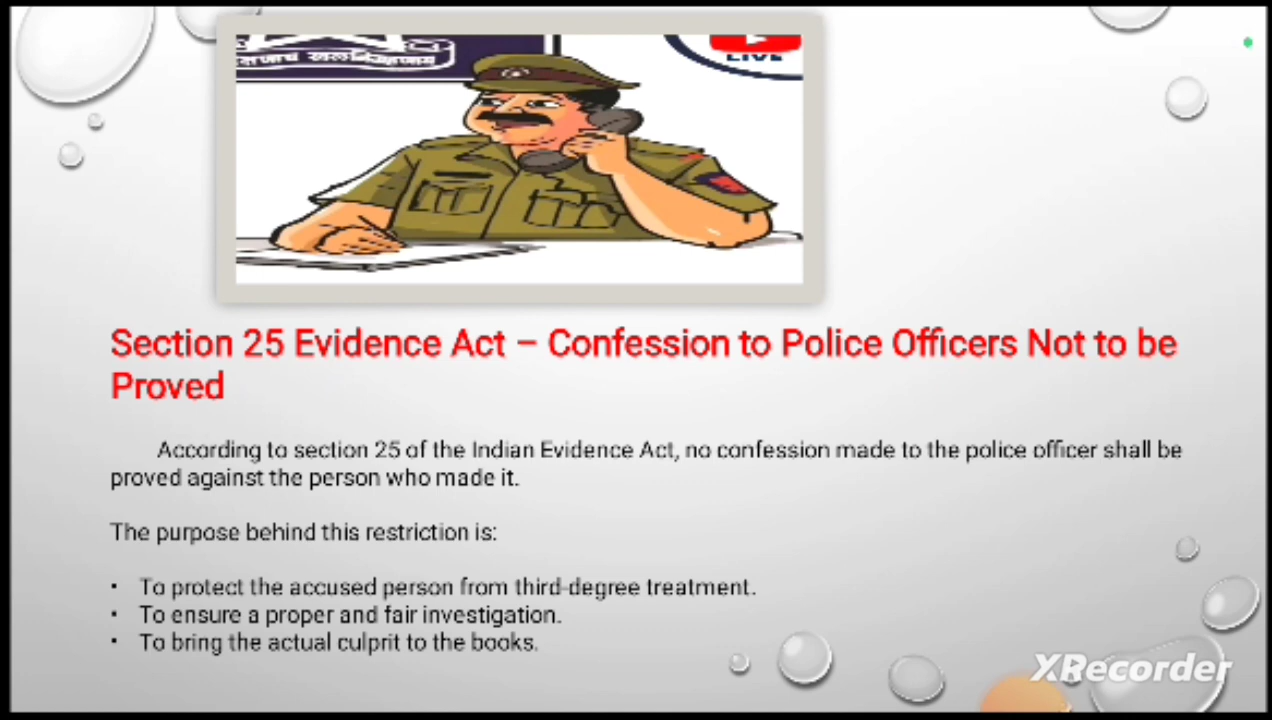 LIVE
Section 25 Evidence Act – Confession to Police Officers Not to be
Proved
According to section 25 of the Indian Evidence Act, no confession made to the police officer shall be
proved against the person who made it.
The purpose behind this restriction is:
• To protect the accused person from third-degree treatment.
• To ensure a proper and fair investigation.
• To bring the actual culprit to the books.
XRecorder